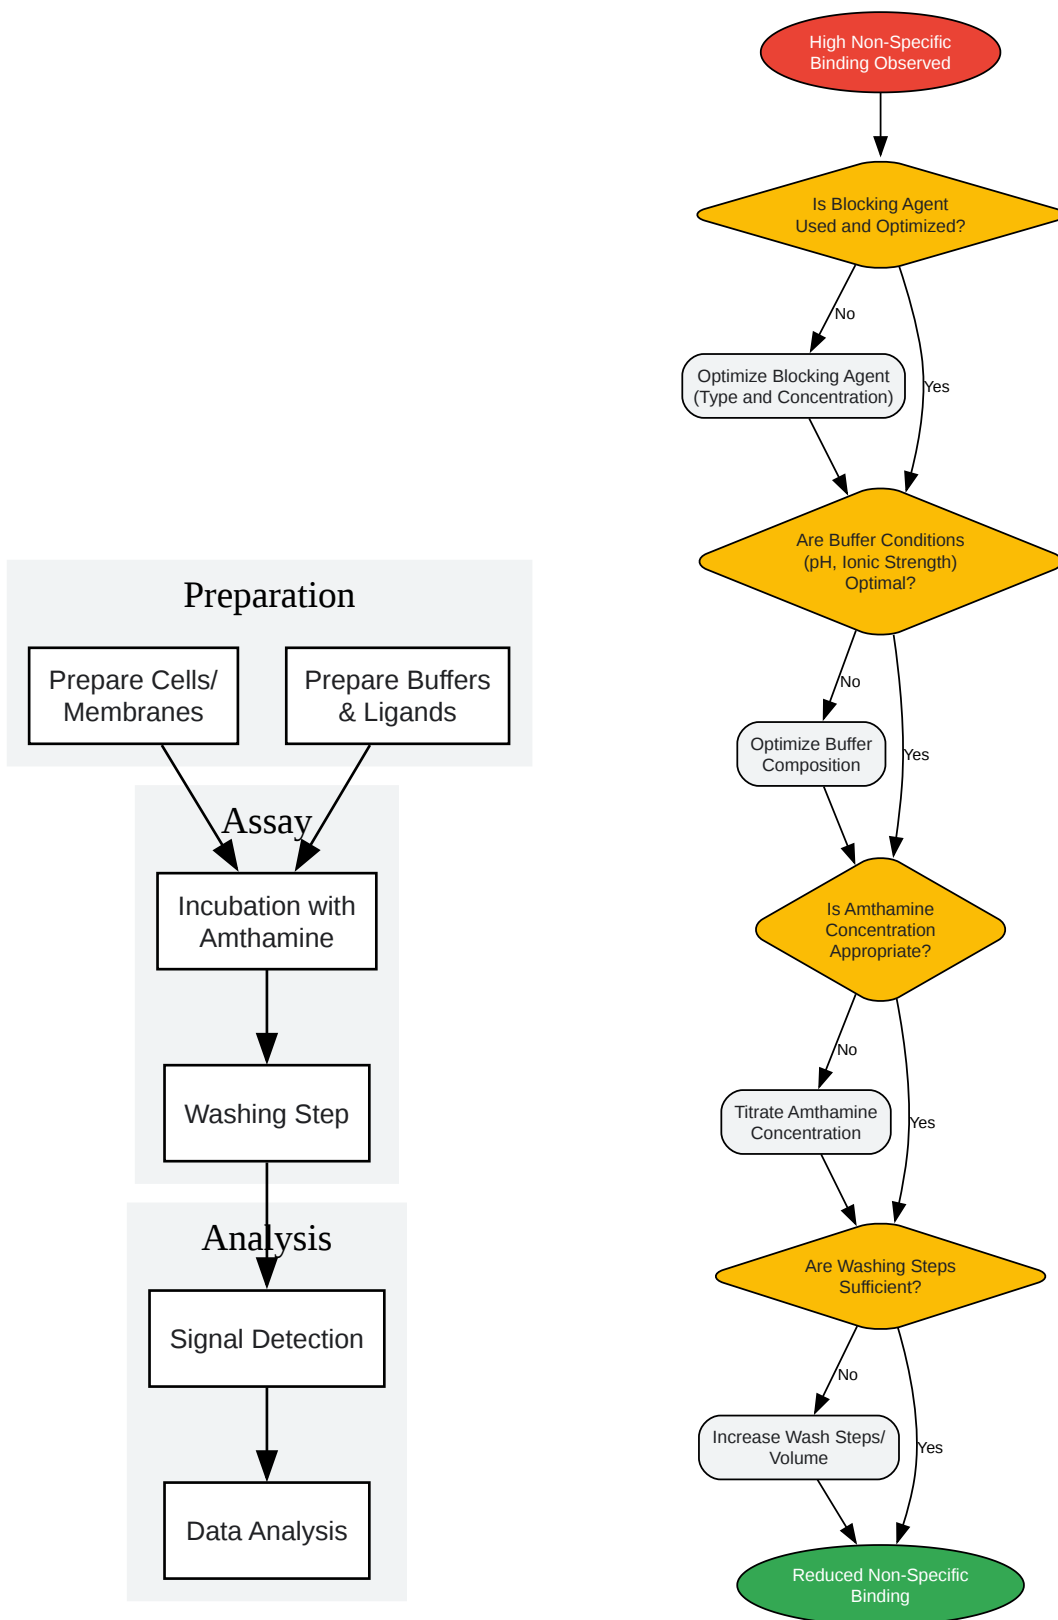 Preparation
Prepare Cells/
Membranes
Prepare Buffers
& Ligands
Assay
Incubation with
Amthamine
Washing Step
Analysis
Signal Detection
Data Analysis
High Non-Specific
Binding Observed
Is Blocking Agent
Used and Optimized?
No
Optimize Blocking Agent
(Type and Concentration)
Yes
Are Buffer Conditions
(pH, Ionic Strength)
Optimal?
No
Optimize Buffer
Composition
Yes
Is Amthamine
Concentration
Appropriate?
No
Titrate Amthamine
Concentration
Yes
Are Washing Steps
Sufficient?
No
Increase Wash Steps/
Volume
Yes
Reduced Non-Specific
Binding